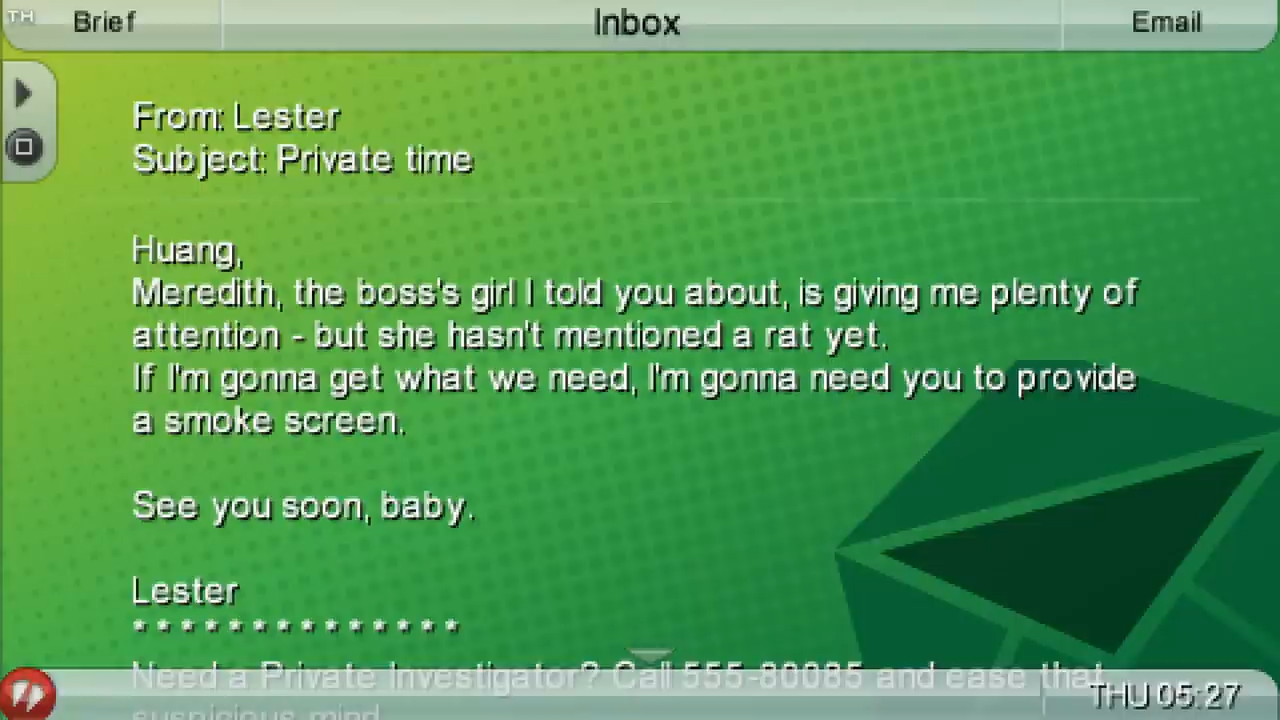 TM
Brief Inbox Email
From: Lester
Subject: Private time
Huang,
Meredith, the boss's girl I told you about, is giving me plenty of
attention - but she hasn't mentioned a rat yet.
If I'm gonna get what we need, I'm gonna need you to provide
a smoke screen.
See you soon, baby.
Lester
**************
Need a Private Investigator? Call 555-80085 and ease that
suspicious mind
THU 05:27